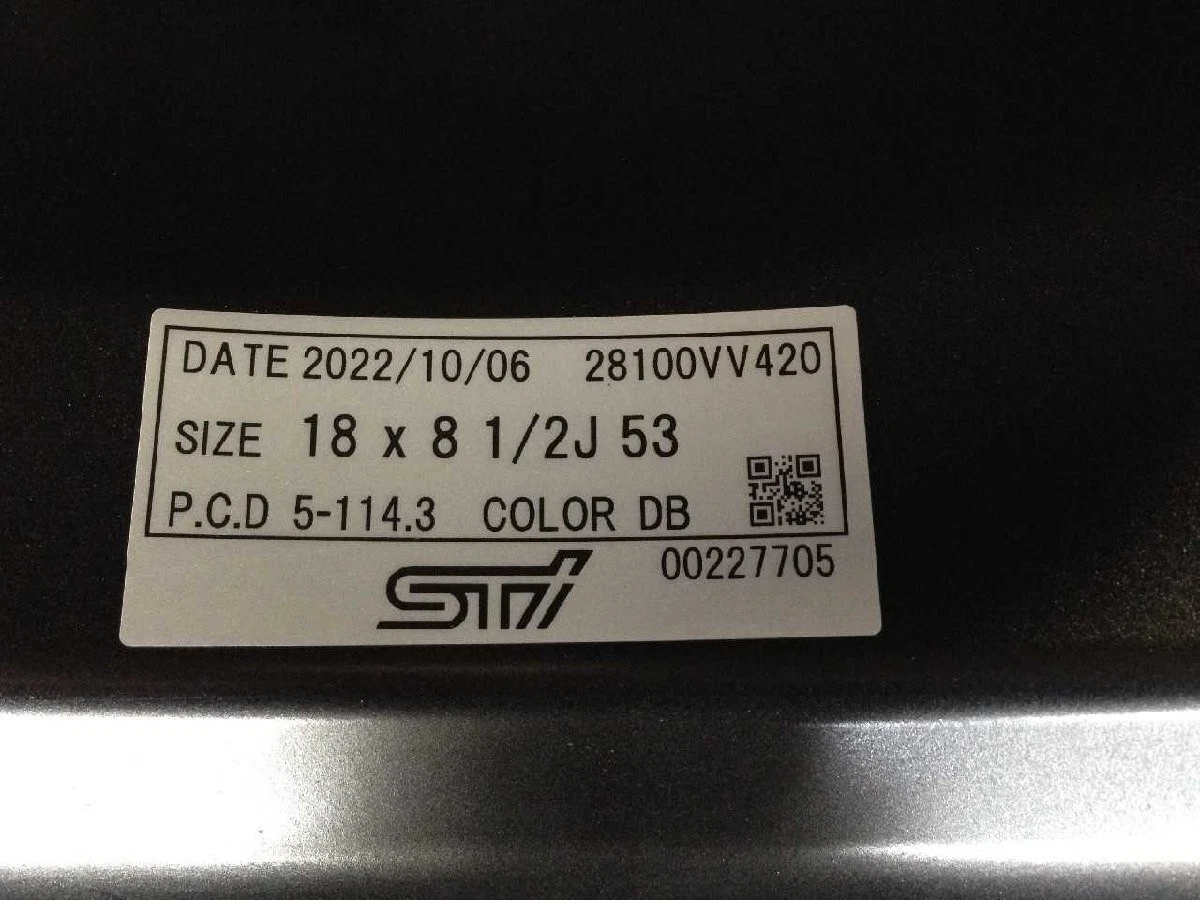 DATE 2022/10/06 28100VV420
SIZE 18 x 8 1/2J 53
P.C.D 5-114.3 COLOR DB
STI 00227705